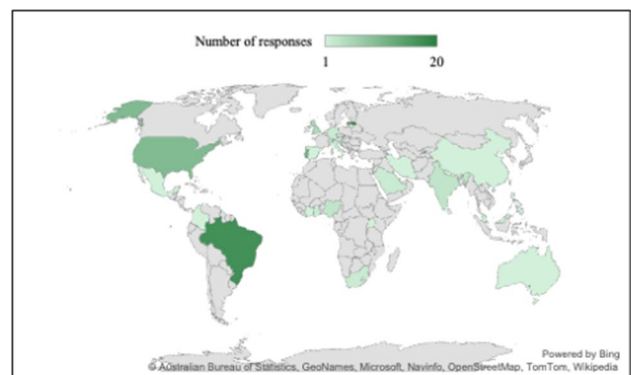 Number of responses
1 20
Powered by Bing
© Australian Bureau of Statistics, GeoNames, Microsoft, Navinfo, OpenStreetMap, TomTom, Wikipedia